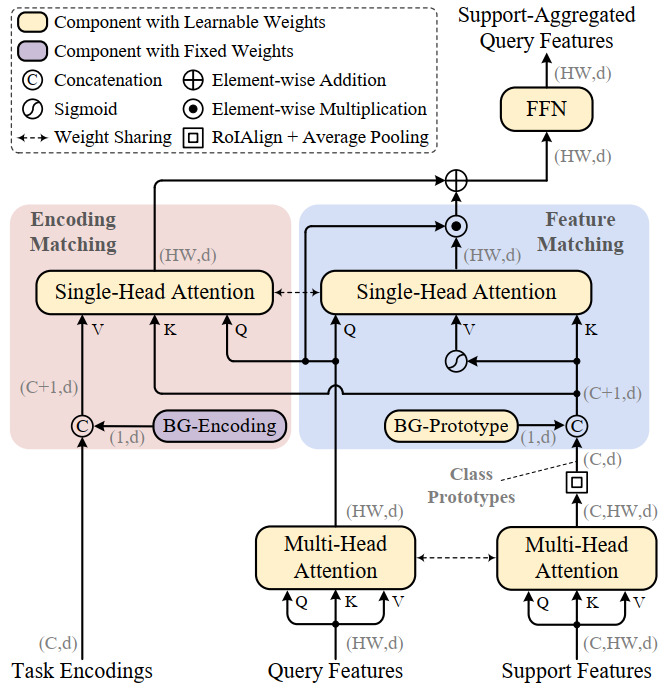 Component with Learnable Weights
Component with Fixed Weights
C Concatenation
Element-wise Addition
Sigmoid
Element-wise Multiplication
Weight Sharing
RoIAlign + Average Pooling
Support-Aggregated
Query Features
(HW,d)
FFN
(HW,d)
Encoding
Matching
(HW,d)
Feature
Matching
(HW,d)
Single-Head Attention
Single-Head Attention
V
K
Q
Q
V
K
(C+1,d)
(C+1,d)
C
(1,d)
BG-Encoding
BG-Prototype
(1,d)
C
(C,d)
Class
Prototypes
(HW,d)
(C,HW,d)
Multi-Head
Attention
Multi-Head
Attention
Q
K
V
Q
K
V
(C,d)
(HW,d)
(C,HW,d)
Task Encodings
Query Features
Support Features